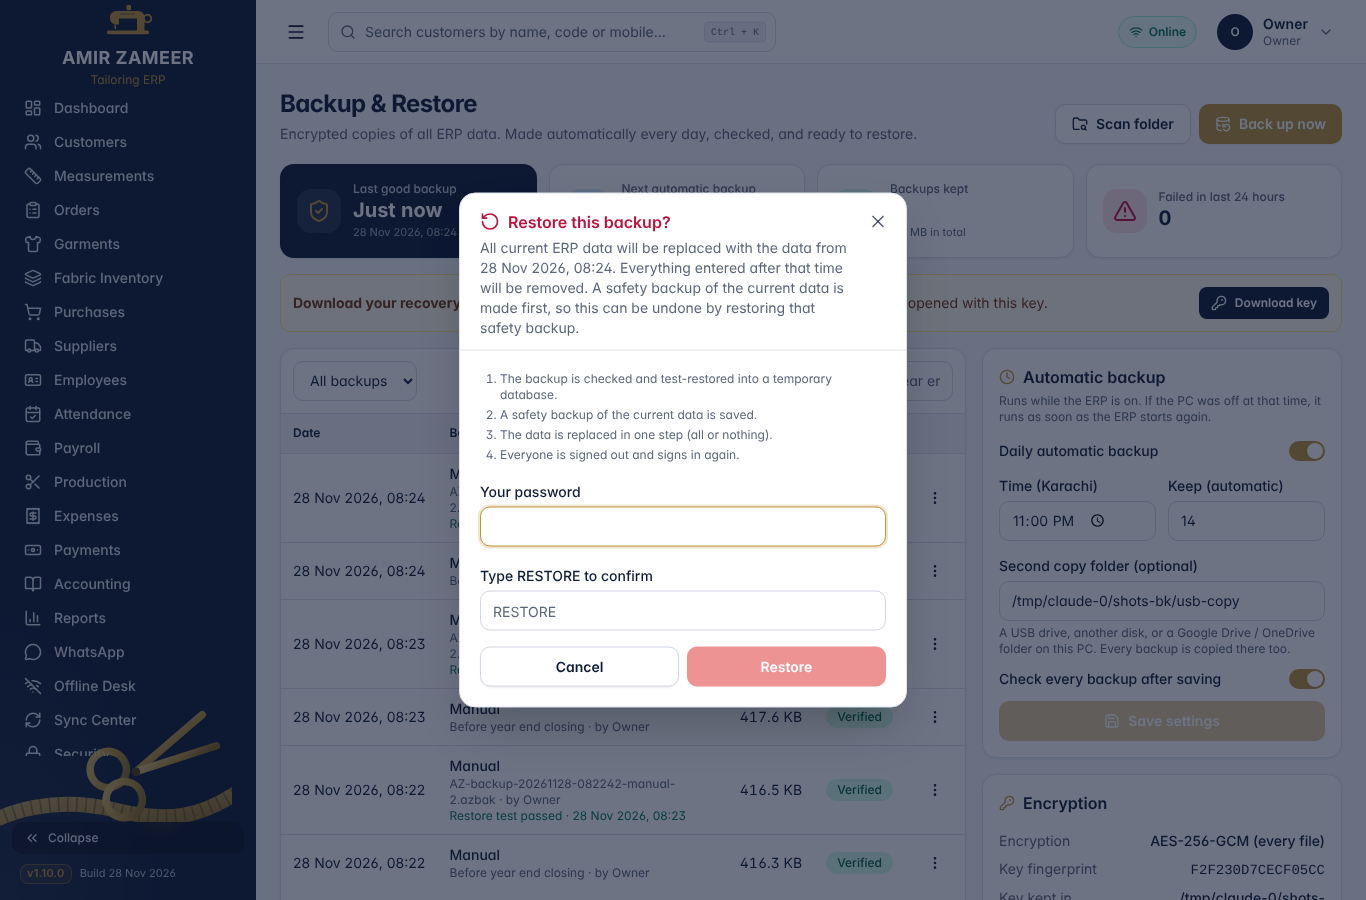 AMIR ZAMEER
Tailoring ERP
Dashboard
Customers
Measurements
Orders
Garments
Fabric Inventory
Purchases
Suppliers
Employees
Attendance
Payroll
Production
Expenses
Payments
Accounting
Reports
WhatsApp
Offline Desk
Sync Center
Security
Collapse
v1.10.0 Build 28 Nov 2026
Search customers by name, code or mobile... Ctrl + K
Online
O
Owner
Owner
Backup & Restore
Encrypted copies of all ERP data. Made automatically every day, checked, and ready to restore.
Scan folder
Back up now
Last good backup
Just now
28 Nov 2026, 08:24
Next automatic backup
Backups kept
MB in total
Failed in last 24 hours
0
Download your recovery
opened with this key.
Download key
Restore this backup?
All current ERP data will be replaced with the data from
28 Nov 2026, 08:24. Everything entered after that time
will be removed. A safety backup of the current data is
made first, so this can be undone by restoring that
safety backup.
1. The backup is checked and test-restored into a temporary
database.
2. A safety backup of the current data is saved.
3. The data is replaced in one step (all or nothing).
4. Everyone is signed out and signs in again.
Your password
Type RESTORE to confirm
RESTORE
Cancel
Restore
All backups
Date
28 Nov 2026, 08:24
28 Nov 2026, 08:24
28 Nov 2026, 08:23
28 Nov 2026, 08:23
Manual
Before year end closing · by Owner
417.6 KB
Verified
28 Nov 2026, 08:22
Manual
AZ-backup-20261128-082242-manual-
2.azbak · by Owner
Restore test passed · 28 Nov 2026, 08:23
416.5 KB
Verified
28 Nov 2026, 08:22
Manual
Before year end closing · by Owner
416.3 KB
Verified
Automatic backup
Runs while the ERP is on. If the PC was off at that time, it
runs as soon as the ERP starts again.
Daily automatic backup
Time (Karachi)
11:00 PM
Keep (automatic)
14
Second copy folder (optional)
/tmp/claude-0/shots-bk/usb-copy
A USB drive, another disk, or a Google Drive / OneDrive
folder on this PC. Every backup is copied there too.
Check every backup after saving
Save settings
Encryption
Encryption AES-256-GCM (every file)
Key fingerprint F2F230D7CECF05CC
Key kept in /tmp/claude-0/shots-